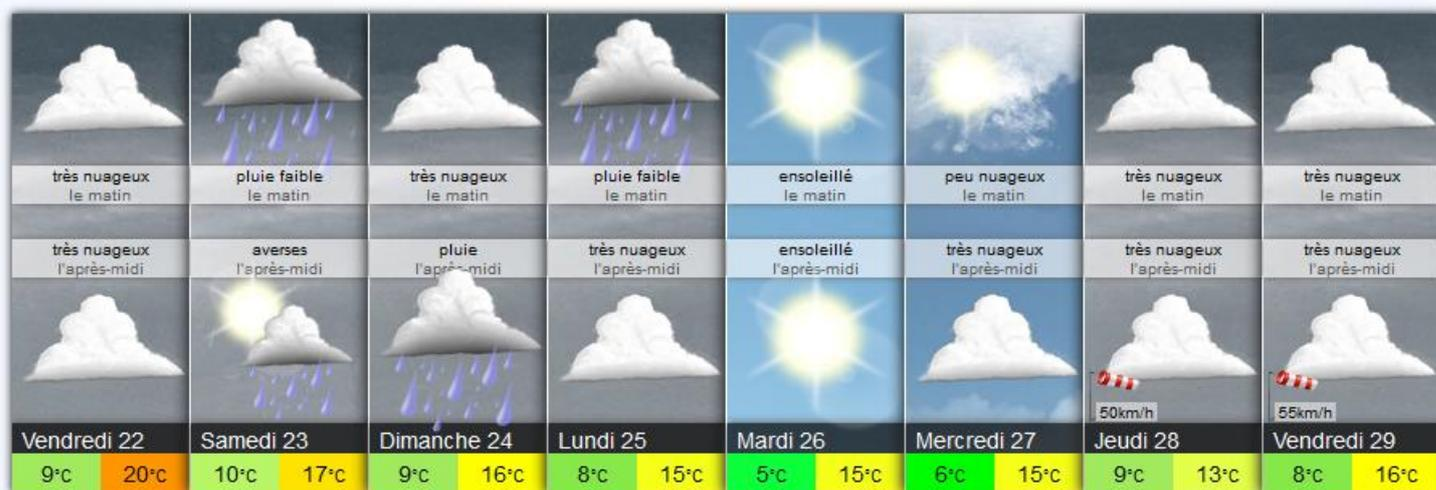 très nuageux
le matin
très nuageux
l'après-midi
Vendredi 22
9°c 20°c
pluie faible
le matin
averses
l'après-midi
Samedi 23
10°c 17°c
très nuageux
le matin
pluie
l'après-midi
Dimanche 24
9°c 16°c
pluie faible
le matin
très nuageux
l'après-midi
Lundi 25
8°c 15°c
ensoleillé
le matin
ensoleillé
l'après-midi
Mardi 26
5°c 15°c
peu nuageux
le matin
très nuageux
l'après-midi
Mercredi 27
6°c 15°c
très nuageux
le matin
très nuageux
l'après-midi
50km/h
Jeudi 28
9°c 13°c
très nuageux
le matin
très nuageux
l'après-midi
55km/h
Vendredi 29
8°c 16°c